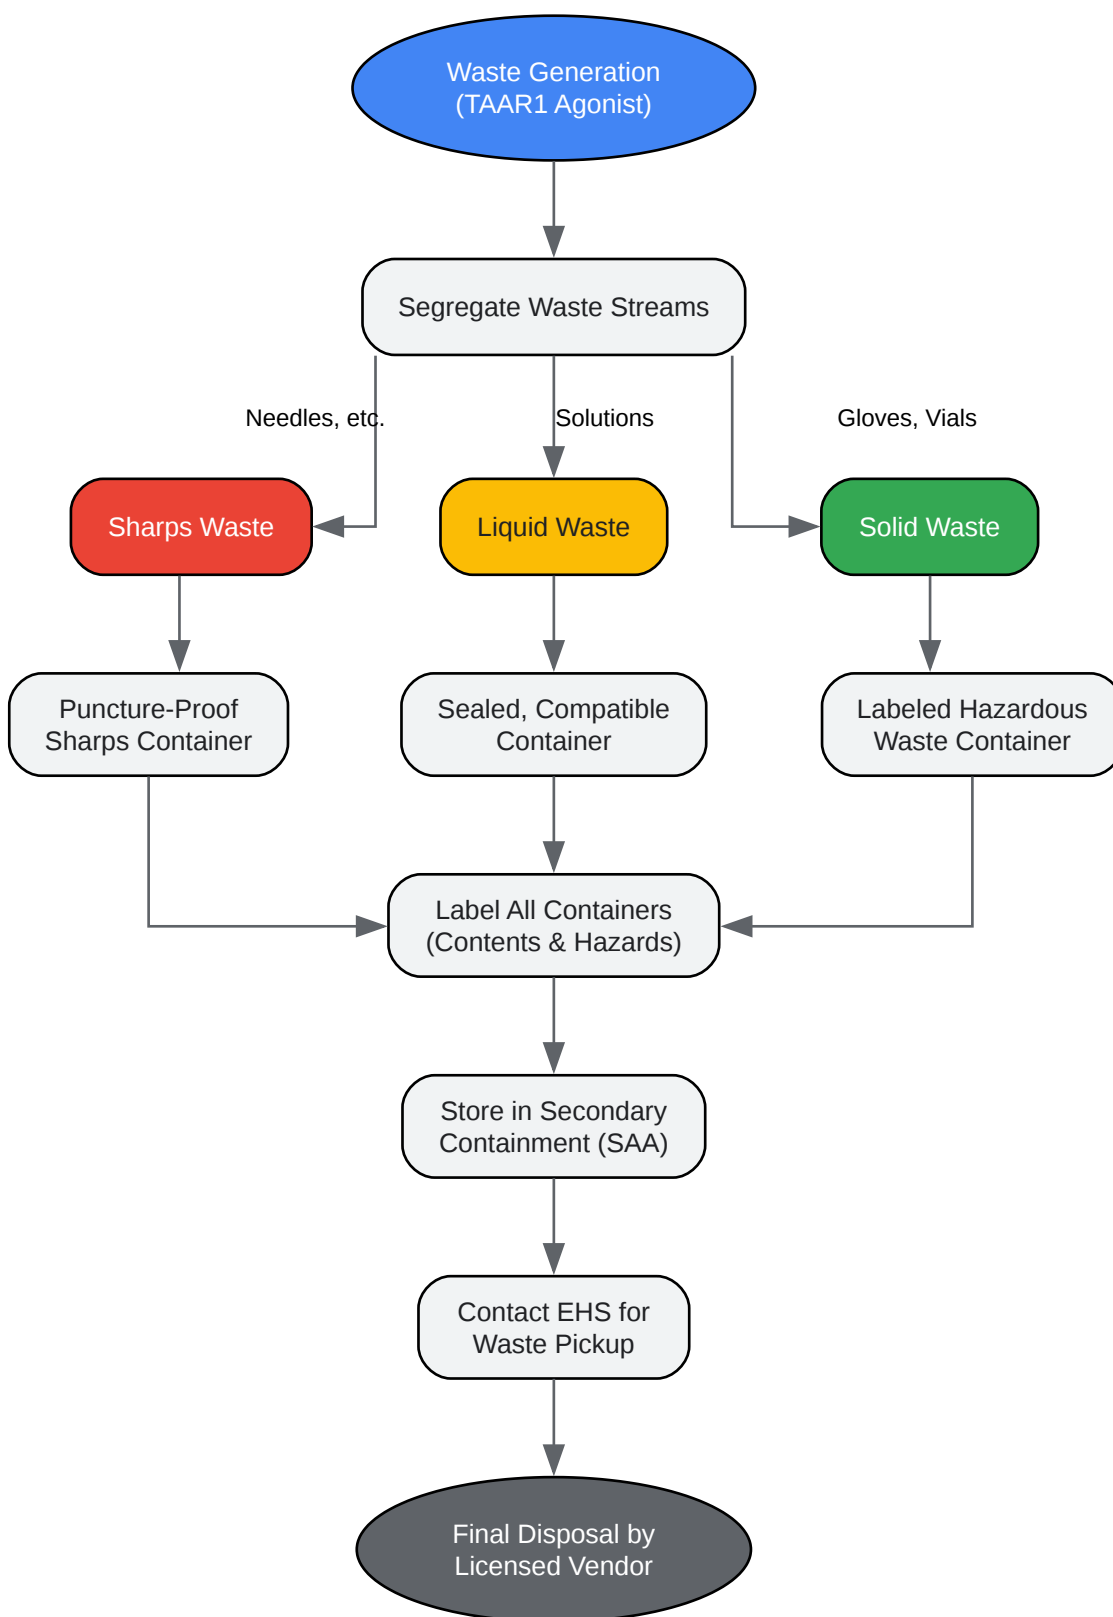 Waste Generation
(TAAR1 Agonist)
Segregate Waste Streams
Needles, etc.
Solutions
Gloves, Vials
Sharps Waste
Liquid Waste
Solid Waste
Puncture-Proof
Sharps Container
Sealed, Compatible
Container
Labeled Hazardous
Waste Container
Label All Containers
(Contents & Hazards)
Store in Secondary
Containment (SAA)
Contact EHS for
Waste Pickup
Final Disposal by
Licensed Vendor